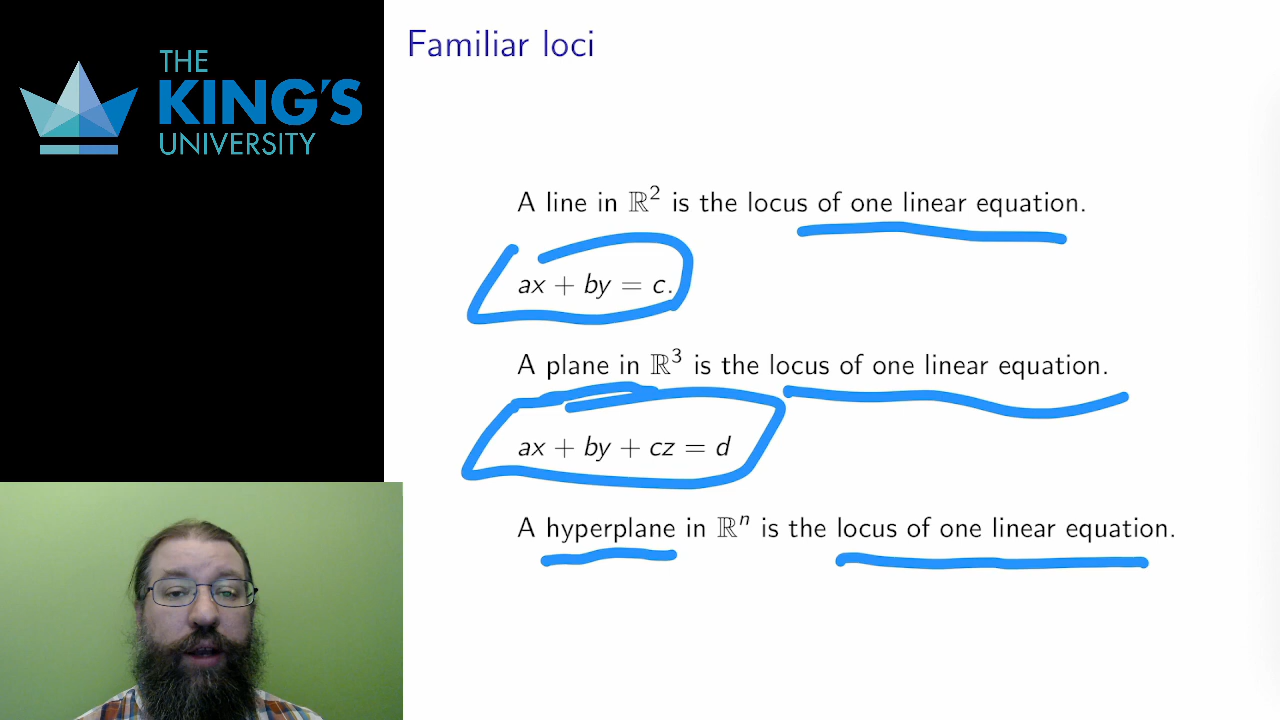 THE
KING'S
UNIVERSITY
Familiar loci
A line in ℝ² is the locus of one linear equation.
ax + by = c.
A plane in ℝ³ is the locus of one linear equation.
ax + by + cz = d
A hyperplane in ℝⁿ is the locus of one linear equation.